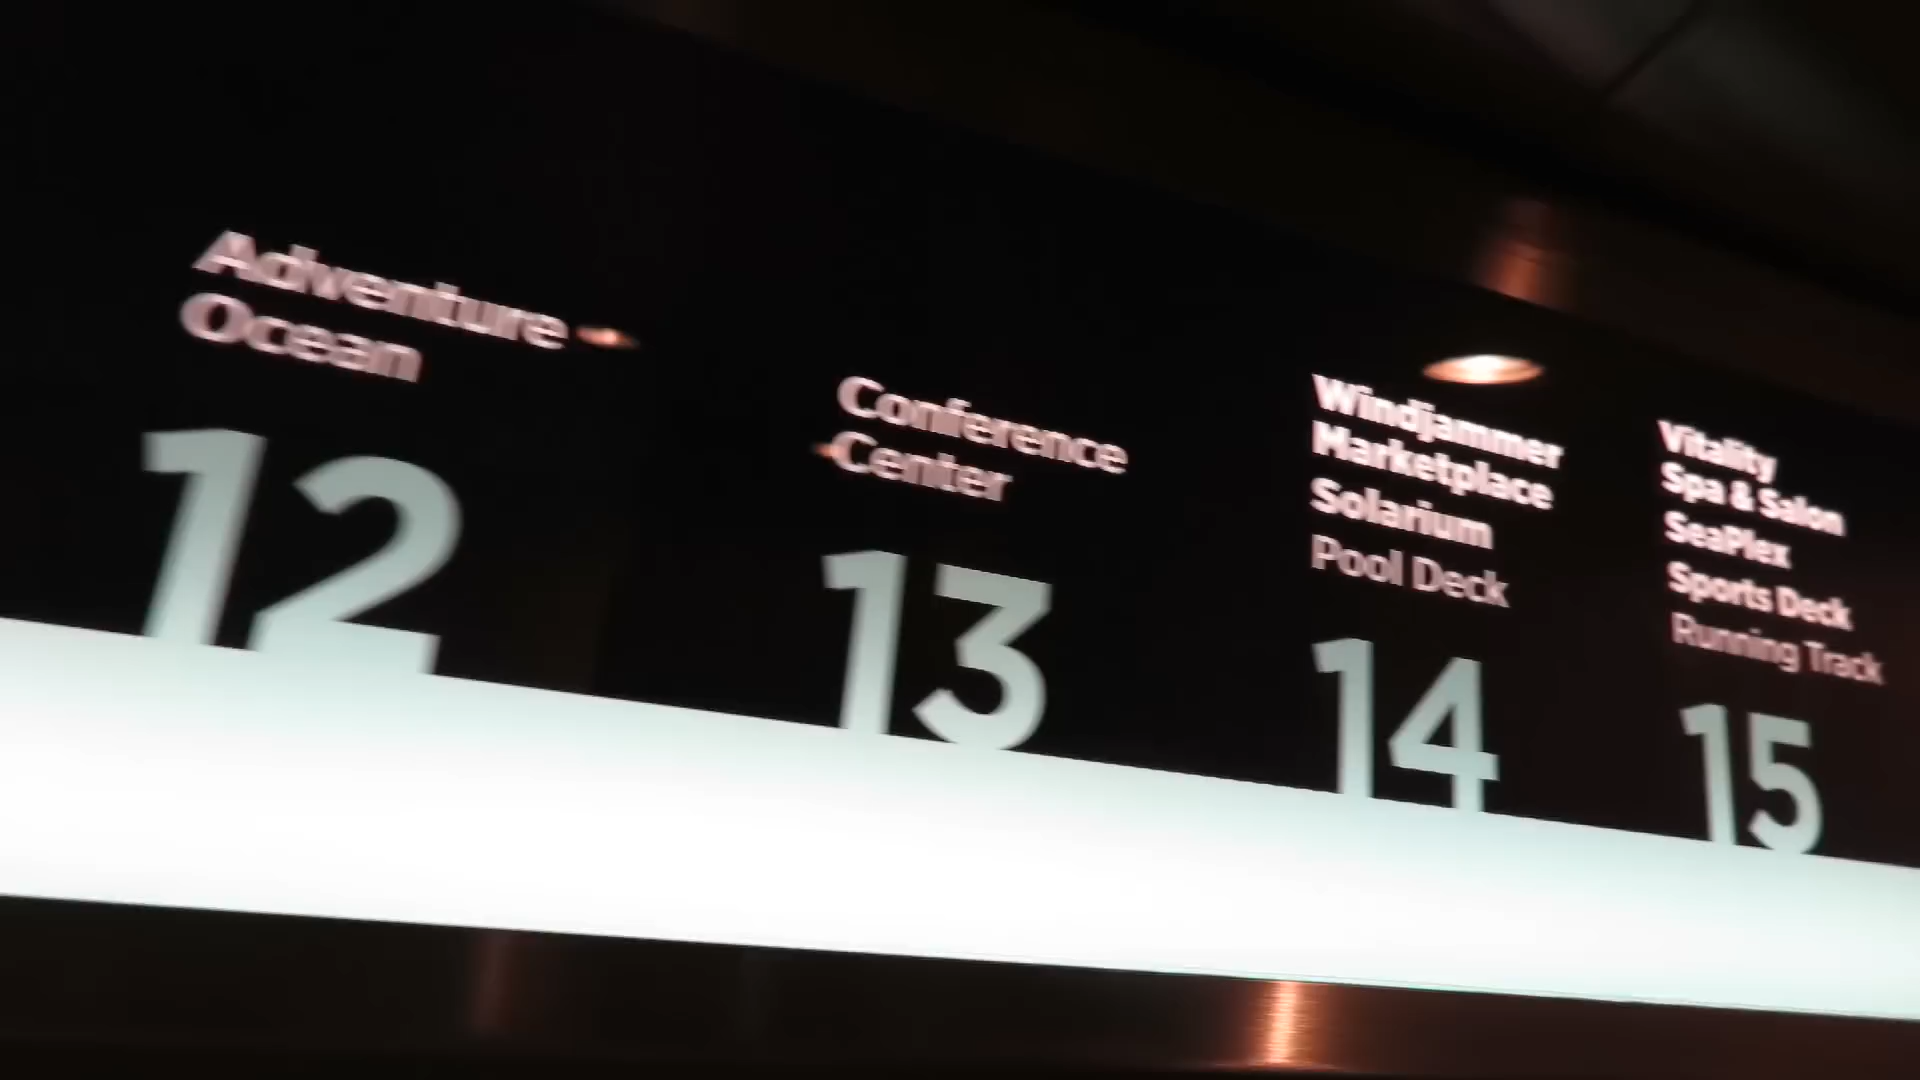 Adventure
Ocean
12
Conference
Center
13
Windjammer
Marketplace
Solarium
Pool Deck
14
Vitality
Spa & Salon
SeaPlex
Sports Deck
Running Track
15